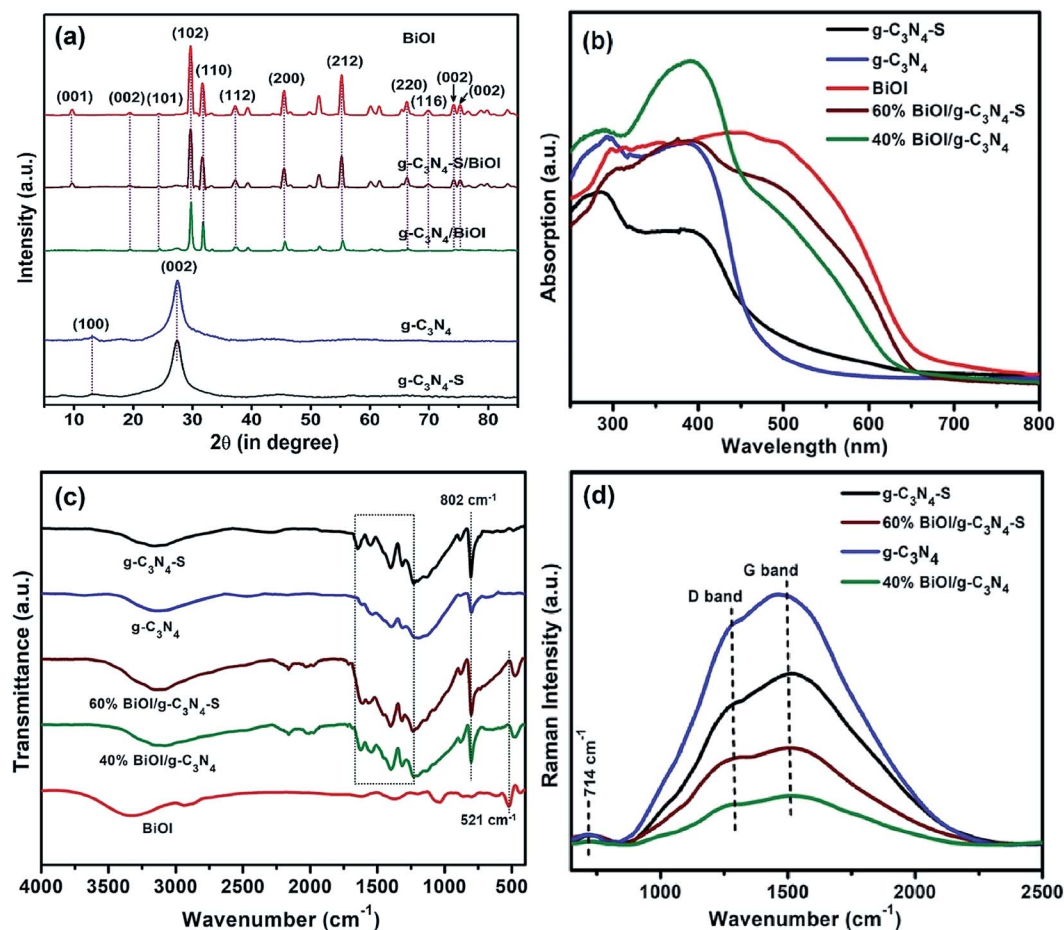 (a)
BiOI
(102)
(110)
(001)
(002)
(101)
(112)
(200)
(212)
(220)
(116)
(002)
(002)
g-C₃N₄-S/BiOI
g-C₃N₄/BiOI
(002)
(100)
g-C₃N₄
g-C₃N₄-S
Intensity (a.u.)
10 20 30 40 50 60 70 80
2θ (in degree)
(b)
g-C₃N₄-S
g-C₃N₄
BiOI
60% BiOI/g-C₃N₄-S
40% BiOI/g-C₃N₄
Absorption (a.u.)
300 400 500 600 700 800
Wavelength (nm)
(c)
802 cm⁻¹
g-C₃N₄-S
g-C₃N₄
60% BiOI/g-C₃N₄-S
40% BiOI/g-C₃N₄
BiOI
521 cm⁻¹
Transmittance (a.u.)
4000 3500 3000 2500 2000 1500 1000 500
Wavenumber (cm⁻¹)
(d)
g-C₃N₄-S
60% BiOI/g-C₃N₄-S
g-C₃N₄
40% BiOI/g-C₃N₄
G band
D band
714 cm⁻¹
Raman Intensity (a.u.)
1000 1500 2000 2500
Wavenumber (cm⁻¹)